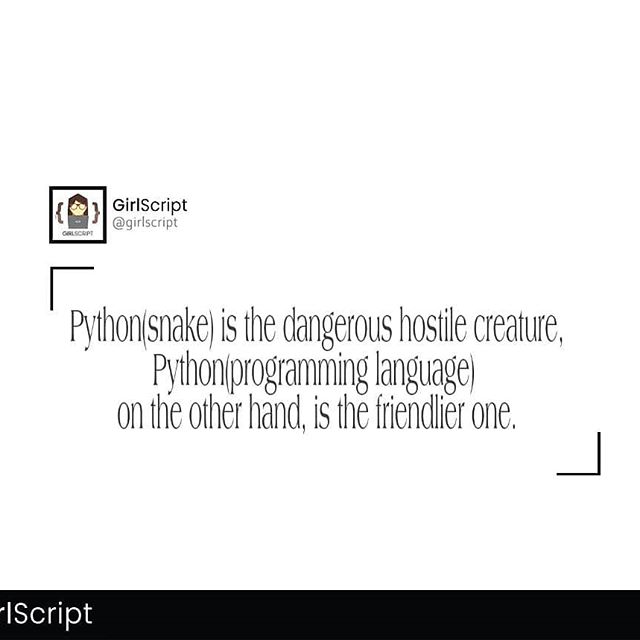 GirlScript
@girlscript
{ }
GIRLSCRIPT
Python(snake) is the dangerous hostile creature,
Python(programming language)
on the other hand, is the friendlier one.
rlScript